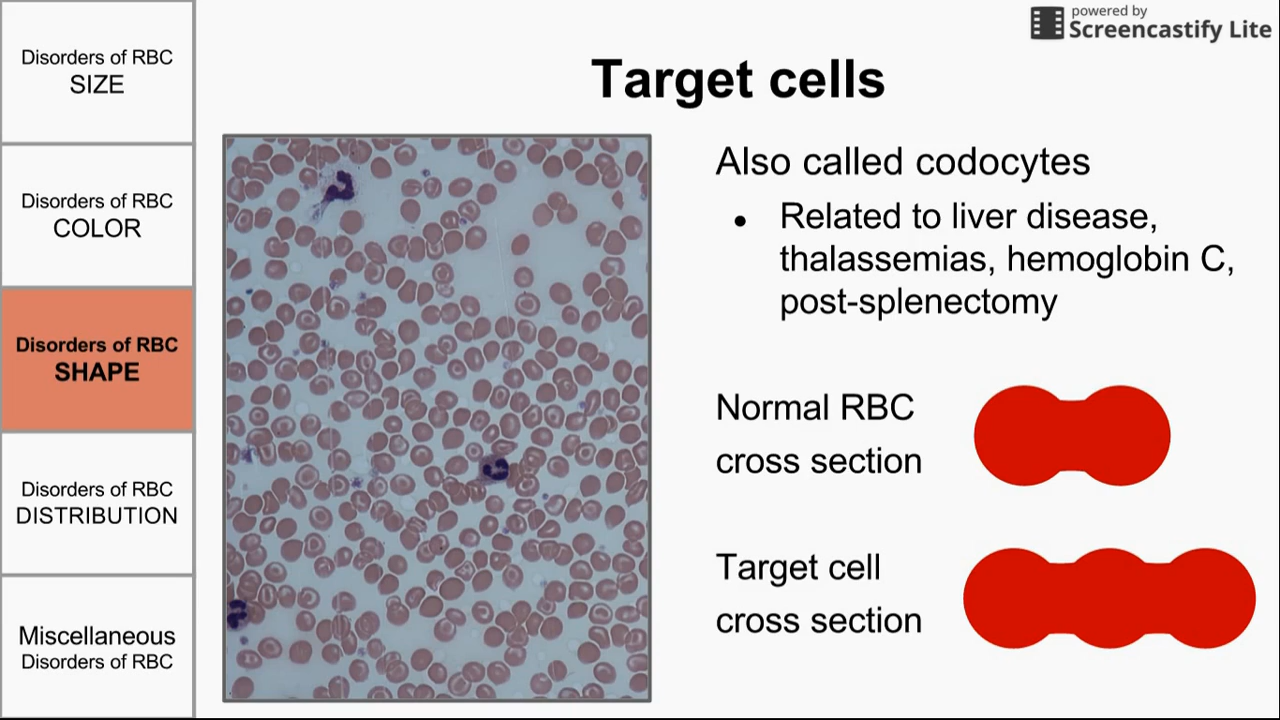 powered by
Screencastify Lite
Disorders of RBC
SIZE
Disorders of RBC
COLOR
Disorders of RBC
SHAPE
Disorders of RBC
DISTRIBUTION
Miscellaneous
Disorders of RBC
Target cells
Also called codocytes
● Related to liver disease,
thalassemias, hemoglobin C,
post-splenectomy
Normal RBC
cross section
Target cell
cross section